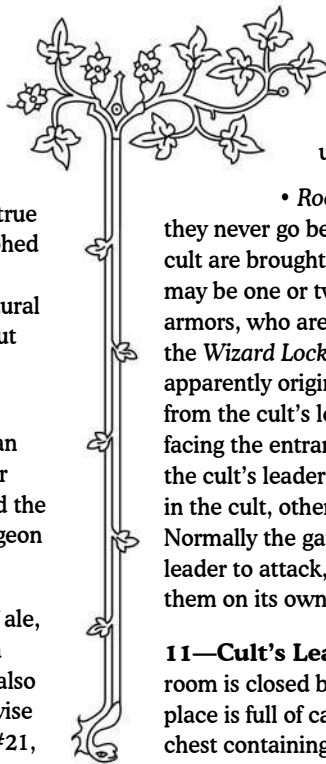 true
hed
tural
ut
an
r
d the
geon
ale,
also
wise
#21,
u
• Roo
they never go be
cult are brought
may be one or tw
armors, who are
the Wizard Lock
apparently origin
from the cult's le
facing the entran
the cult's leader
in the cult, other
Normally the ga
leader to attack,
them on its own
11—Cult's Lea
room is closed b
place is full of ca
chest containing